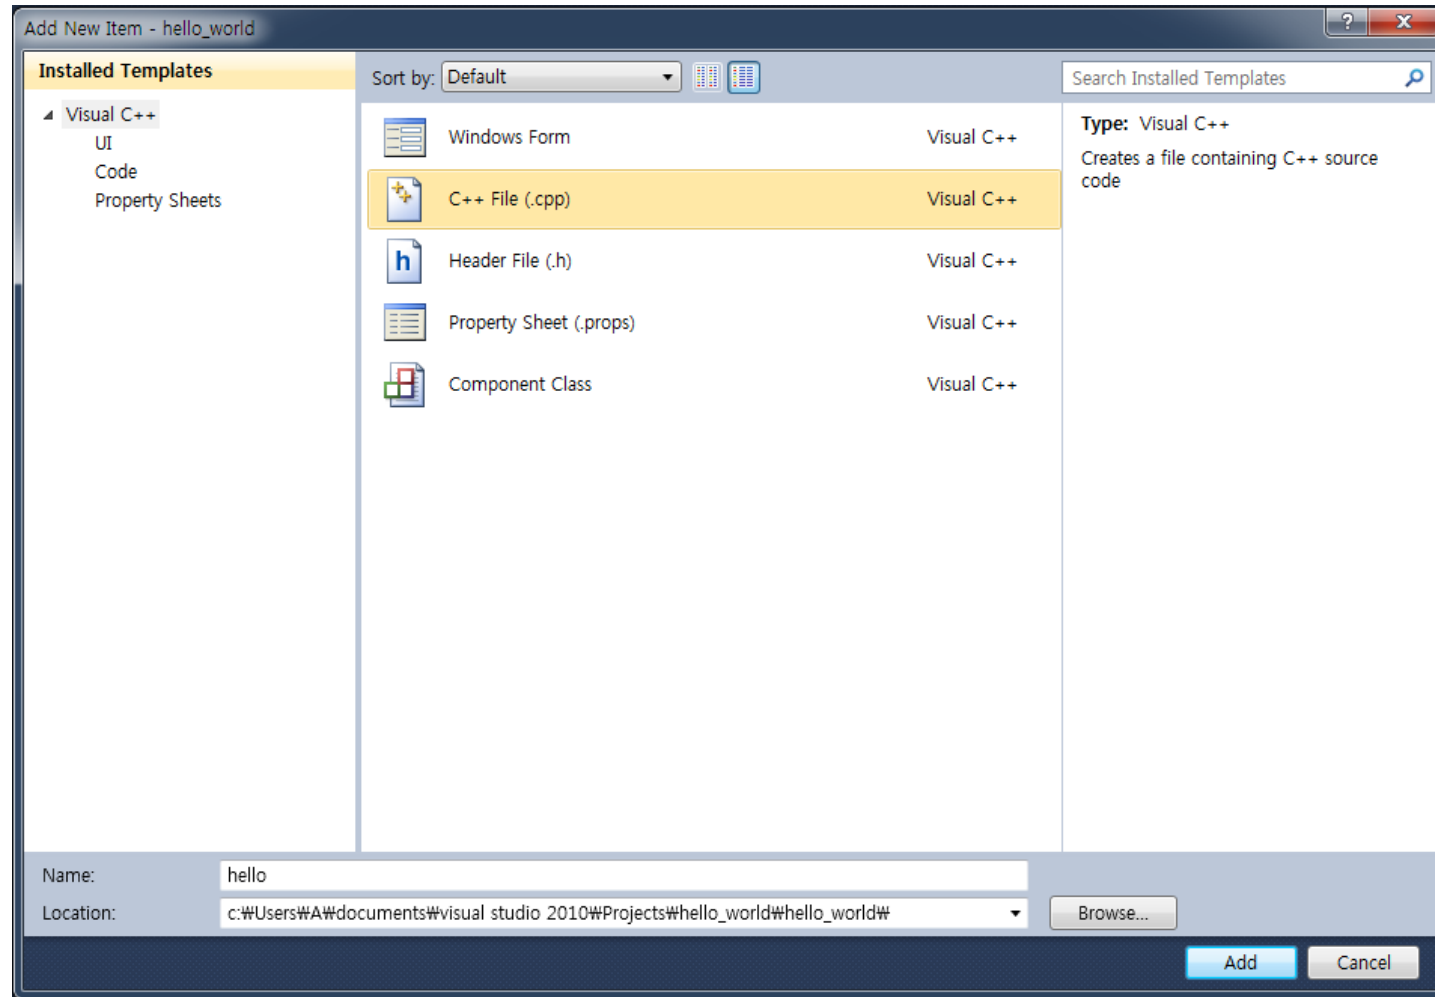 Add New Item - hello_world
?
Installed Templates
Sort by: Default
Search Installed Templates
Visual C++
UI
Code
Property Sheets
Windows Form Visual C++
C++ File (.cpp) Visual C++
h Header File (.h) Visual C++
Property Sheet (.props) Visual C++
Component Class Visual C++
Type: Visual C++
Creates a file containing C++ source
code
Name: hello
Location: c:₩Users₩A₩documents₩visual studio 2010₩Projects₩hello_world₩hello_world₩ Browse...
Add Cancel